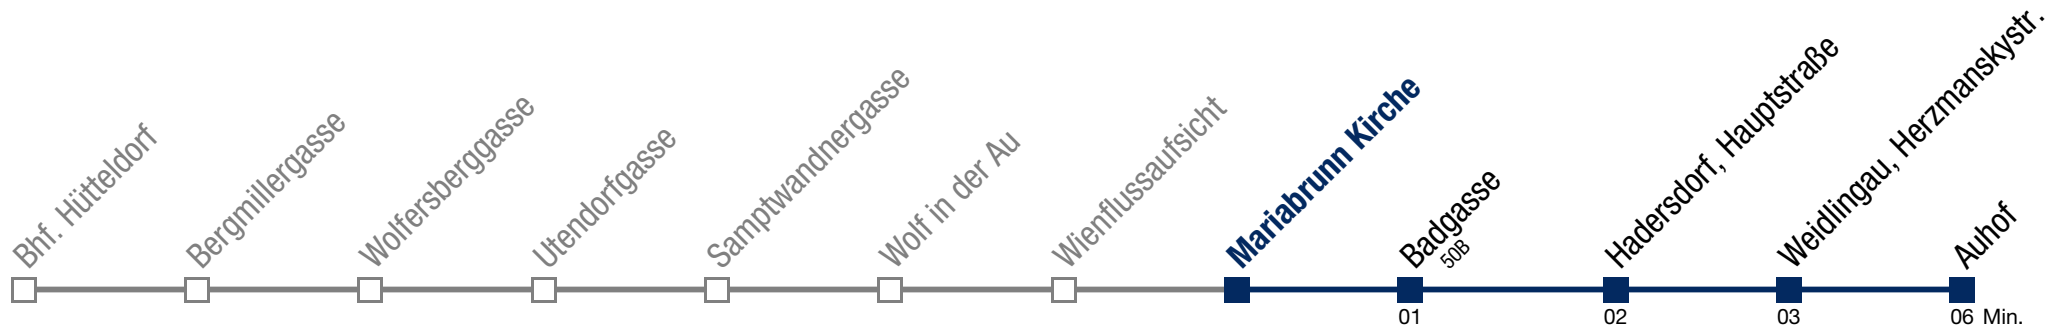 Bhf. Hütteldorf
Bergmillergasse
Wolfersberggasse
Utendorfgasse
Samptwandnergasse
Wolf in der Au
Wienflussaufsicht
Mariabrunn Kirche
Badgasse
50B
Hadersdorf, Hauptstraße
Weidlingau, Herzmanskystr.
Auhof
01 02 03 06 Min.